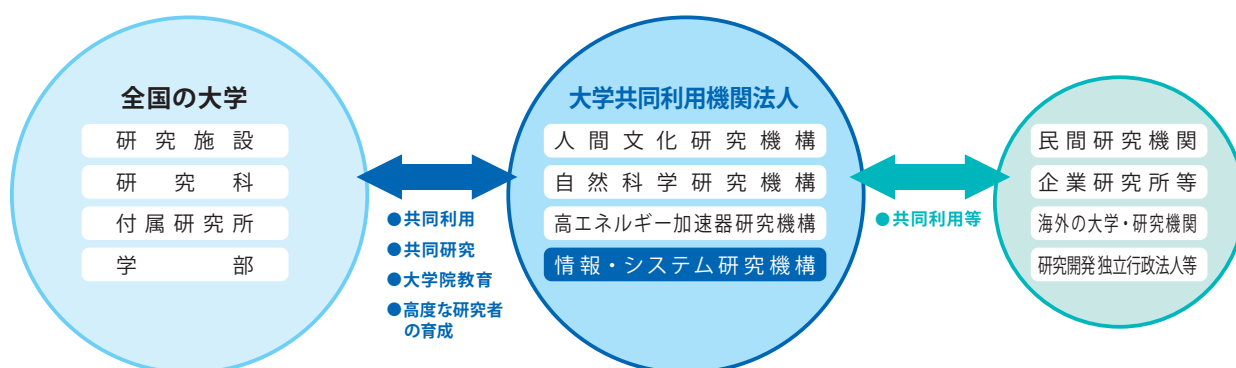 全国の大学
研究施設
研究科
付属研究所
学部
●共同利用
●共同研究
●大学院教育
●高度な研究者
の育成
大学共同利用機関法人
人間文化研究機構
自然科学研究機構
高エネルギー加速器研究機構
情報・システム研究機構
●共同利用等
民間研究機関
企業研究所等
海外の大学・研究機関
研究開発独立行政法人等